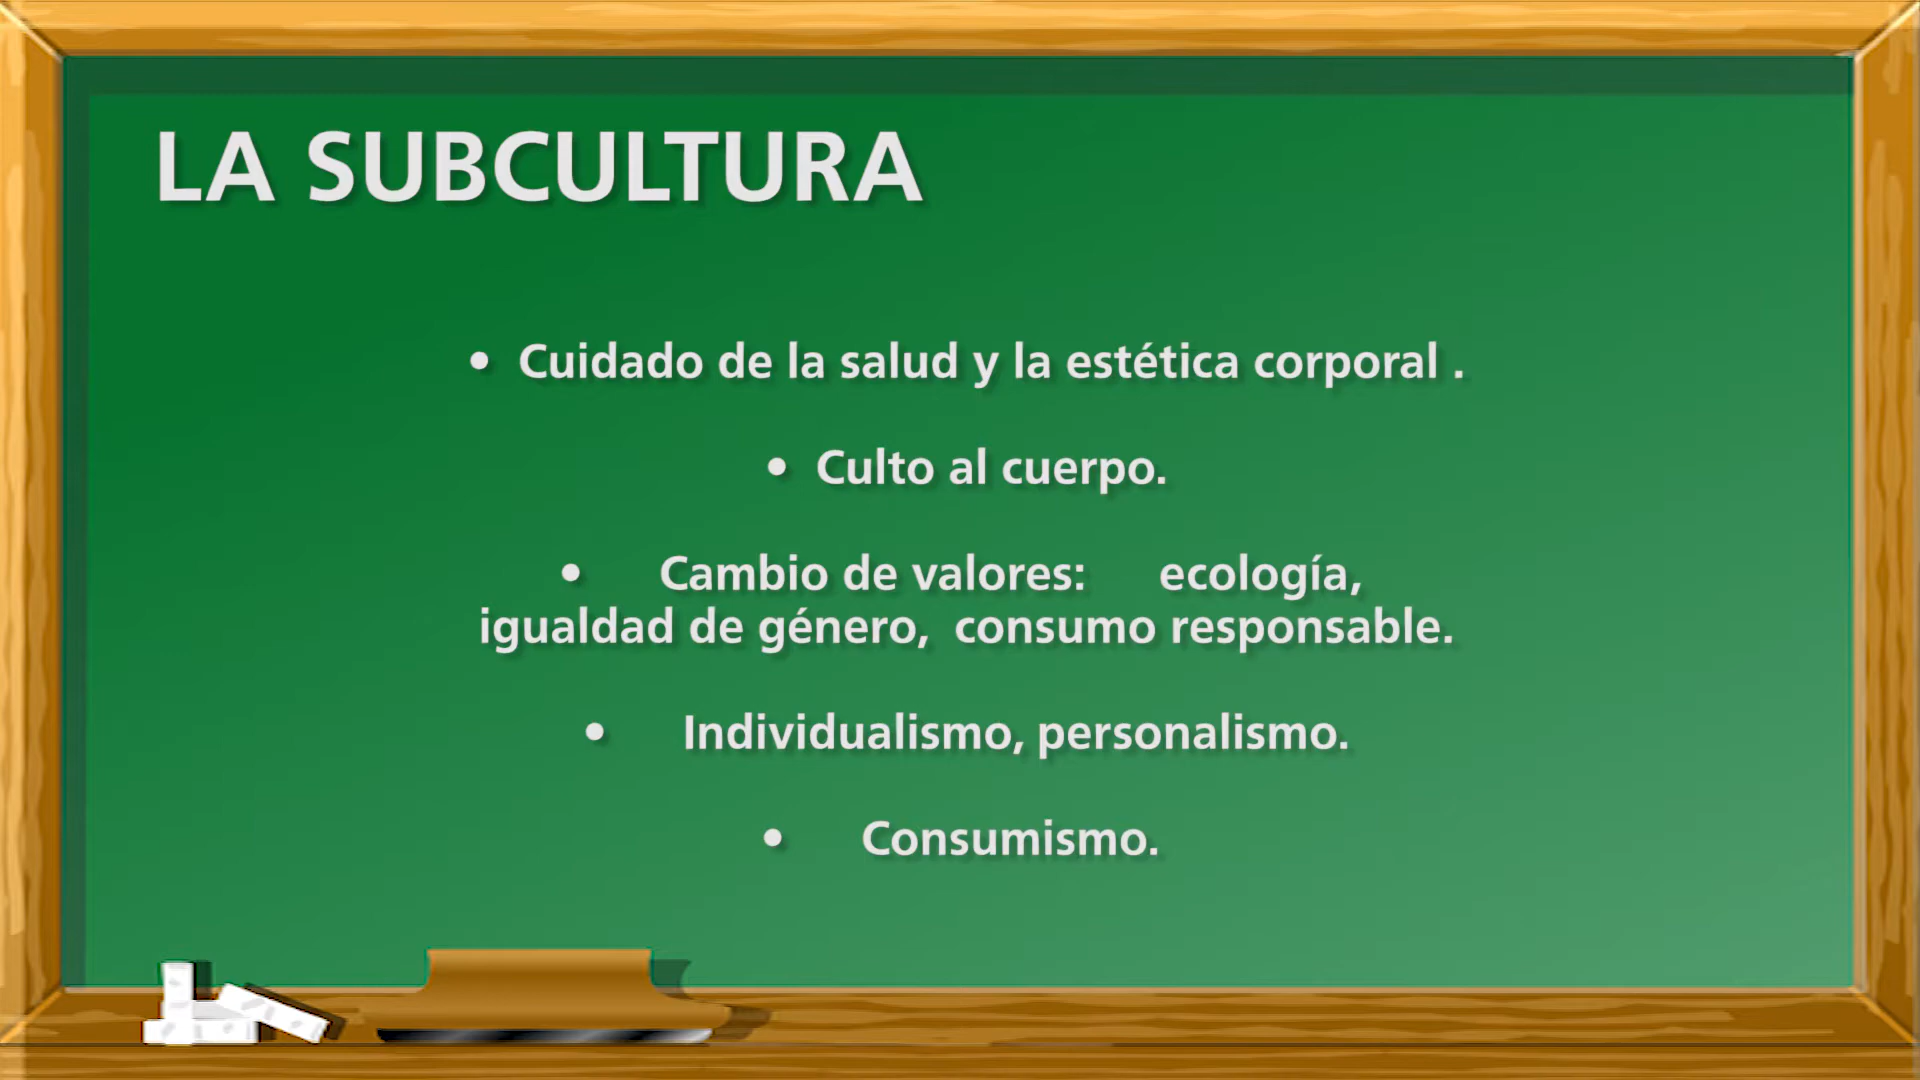 LA SUBCULTURA
• Cuidado de la salud y la estética corporal .
• Culto al cuerpo.
• Cambio de valores: ecología,
igualdad de género, consumo responsable.
• Individualismo, personalismo.
• Consumismo.